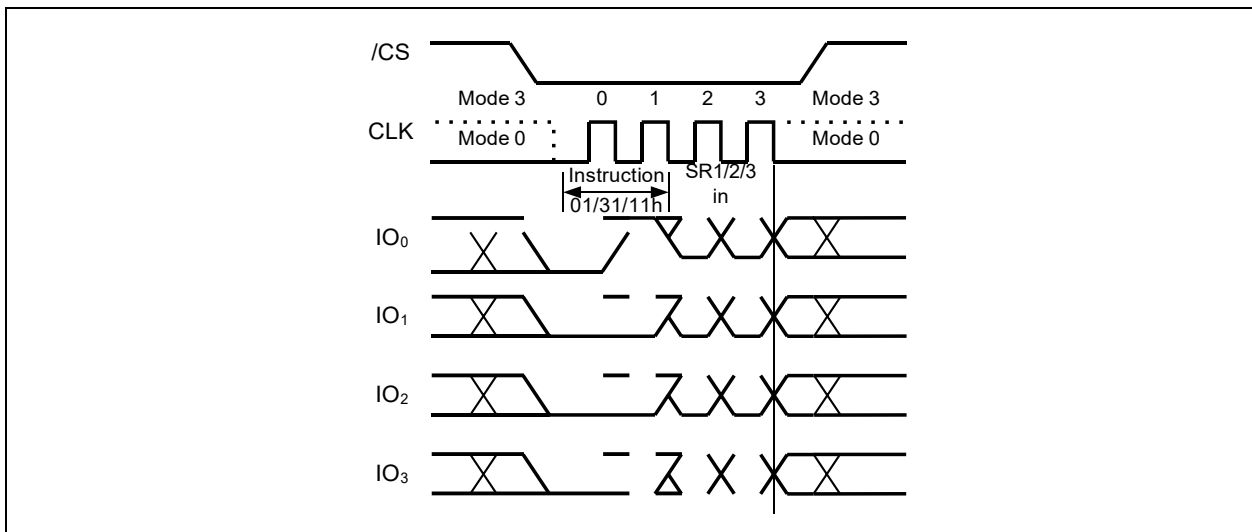 /CS
Mode 3 0 1 2 3 Mode 3
CLK Mode 0 Mode 0
Instruction SR1/2/3
01/31/11h in
IO₀
IO₁
IO₂
IO₃